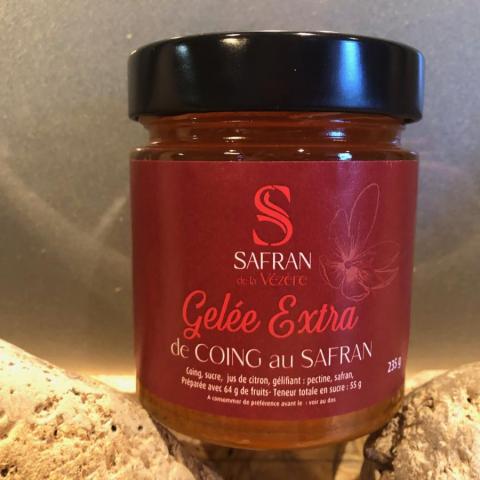 S
SAFRAN
de la Vézère
Gelée Extra
de COING au SAFRAN
235 g
Coing, sucre, jus de citron, gélifiant : pectine, safran,
Préparée avec 64 g de fruits- Teneur totale en sucre : 55 g
A consommer de préférence avant le : voir au dos